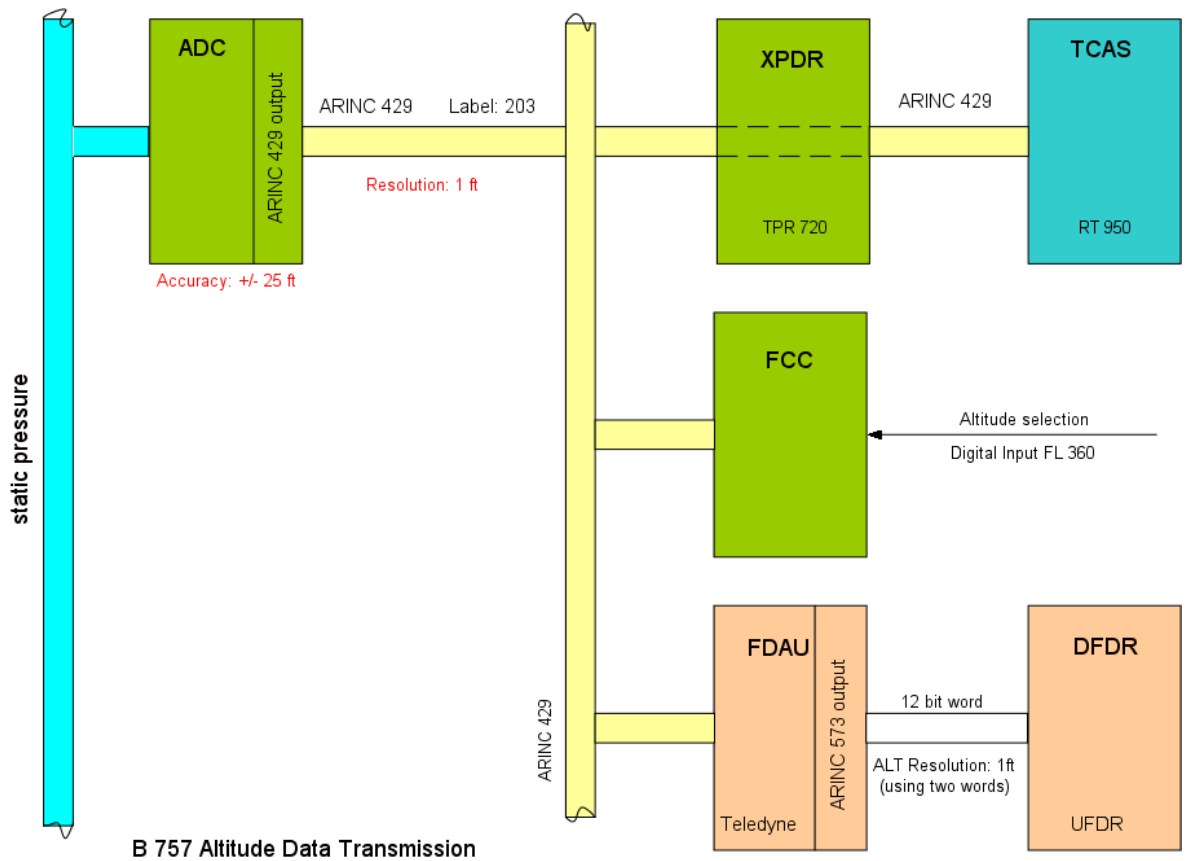 ADC
ARINC 429 output
Accuracy: +/- 25 ft
ARINC 429 Label: 203
Resolution: 1 ft
XPDR
TPR 720
ARINC 429
TCAS
RT 950
static pressure
FCC
Altitude selection
Digital Input FL 360
ARINC 429
FDAU
ARINC 573 output
Teledyne
12 bit word
ALT Resolution: 1ft
(using two words)
DFDR
UFDR
B 757 Altitude Data Transmission